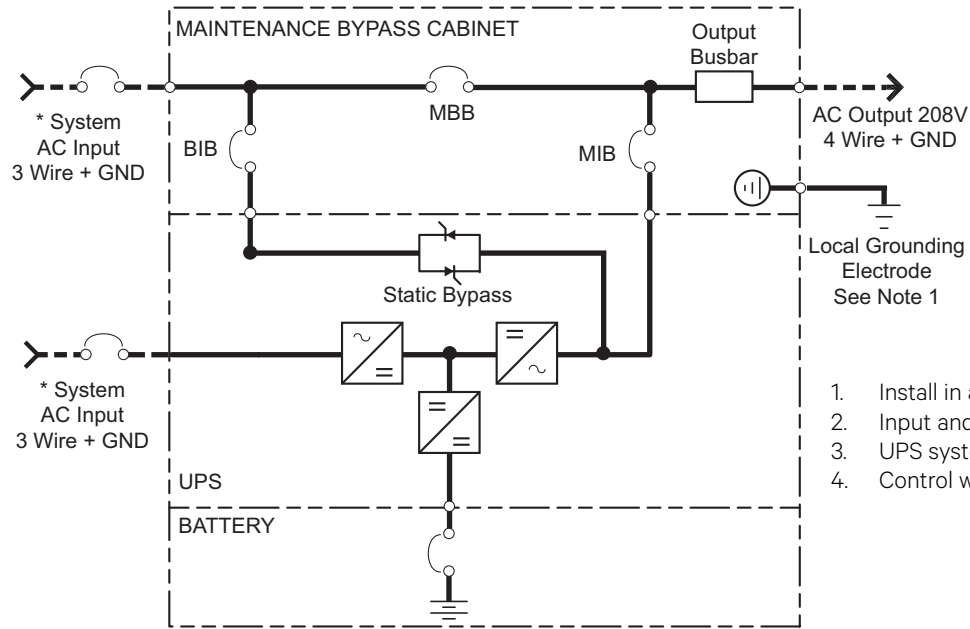 MAINTENANCE BYPASS CABINET
Output
Busbar
* System
AC Input
3 Wire + GND
BIB
MBB
MIB
AC Output 208V
4 Wire + GND
Static Bypass
Local Grounding
Electrode
See Note 1
* System
AC Input
3 Wire + GND
UPS
BATTERY
1. Install in
2. Input
3. UPS
4. Control